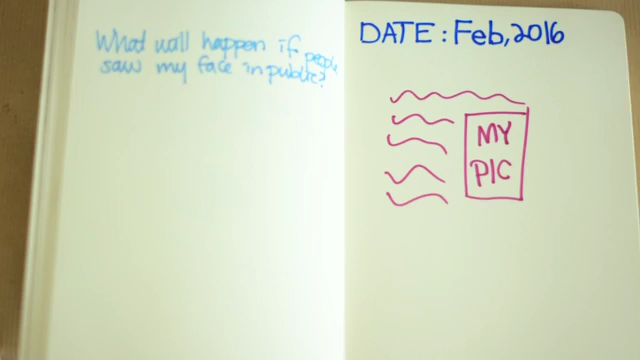 What will happen if people
saw my face in public?
DATE: Feb, 2016
MY
PIC